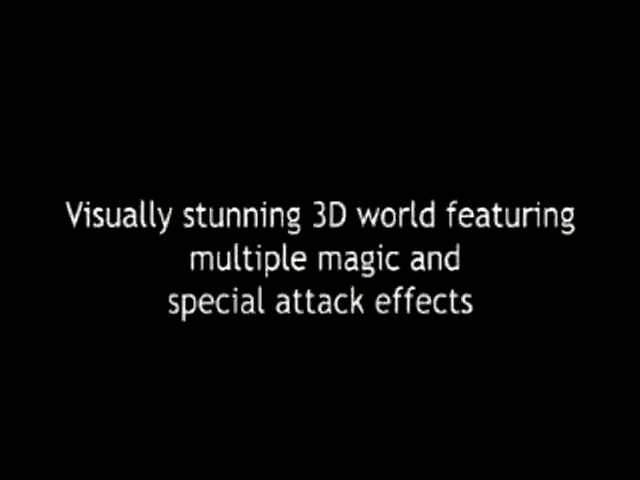 Visually stunning 3D world featuring
multiple magic and
special attack effects